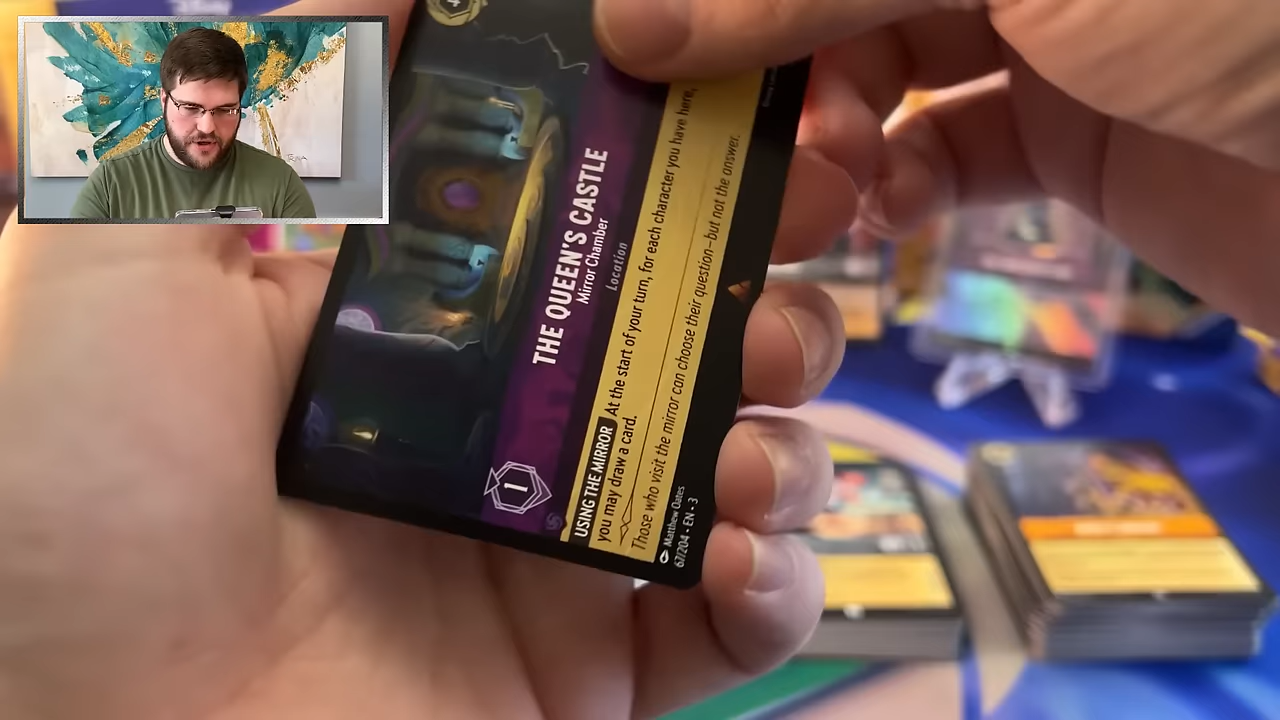 4
THE QUEEN'S CASTLE
Mirror Chamber
Location
1
USING THE MIRROR At the start of your turn, for each character you have here,
you may draw a card.
Those who visit the mirror can choose their question–but not the answer.
Matthew Oates
67/204 • EN • 3